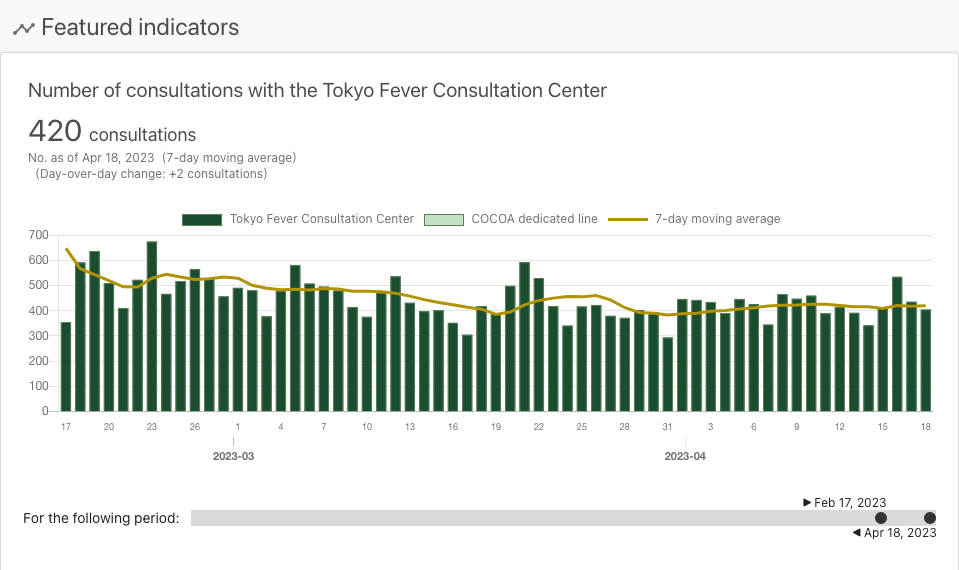 Featured indicators
Number of consultations with the Tokyo Fever Consultation Center
420 consultations
No. as of Apr 18, 2023 (7-day moving average)
(Day-over-day change: +2 consultations)
Tokyo Fever Consultation Center COCOA dedicated line 7-day moving average
700
600
500
400
300
200
100
0
17 20 23 26 1 4 7 10 13 16 19 22 25 28 31 3 6 9 12 15 18
2023-03 2023-04
▶ Feb 17, 2023
For the following period:
◀ Apr 18, 2023